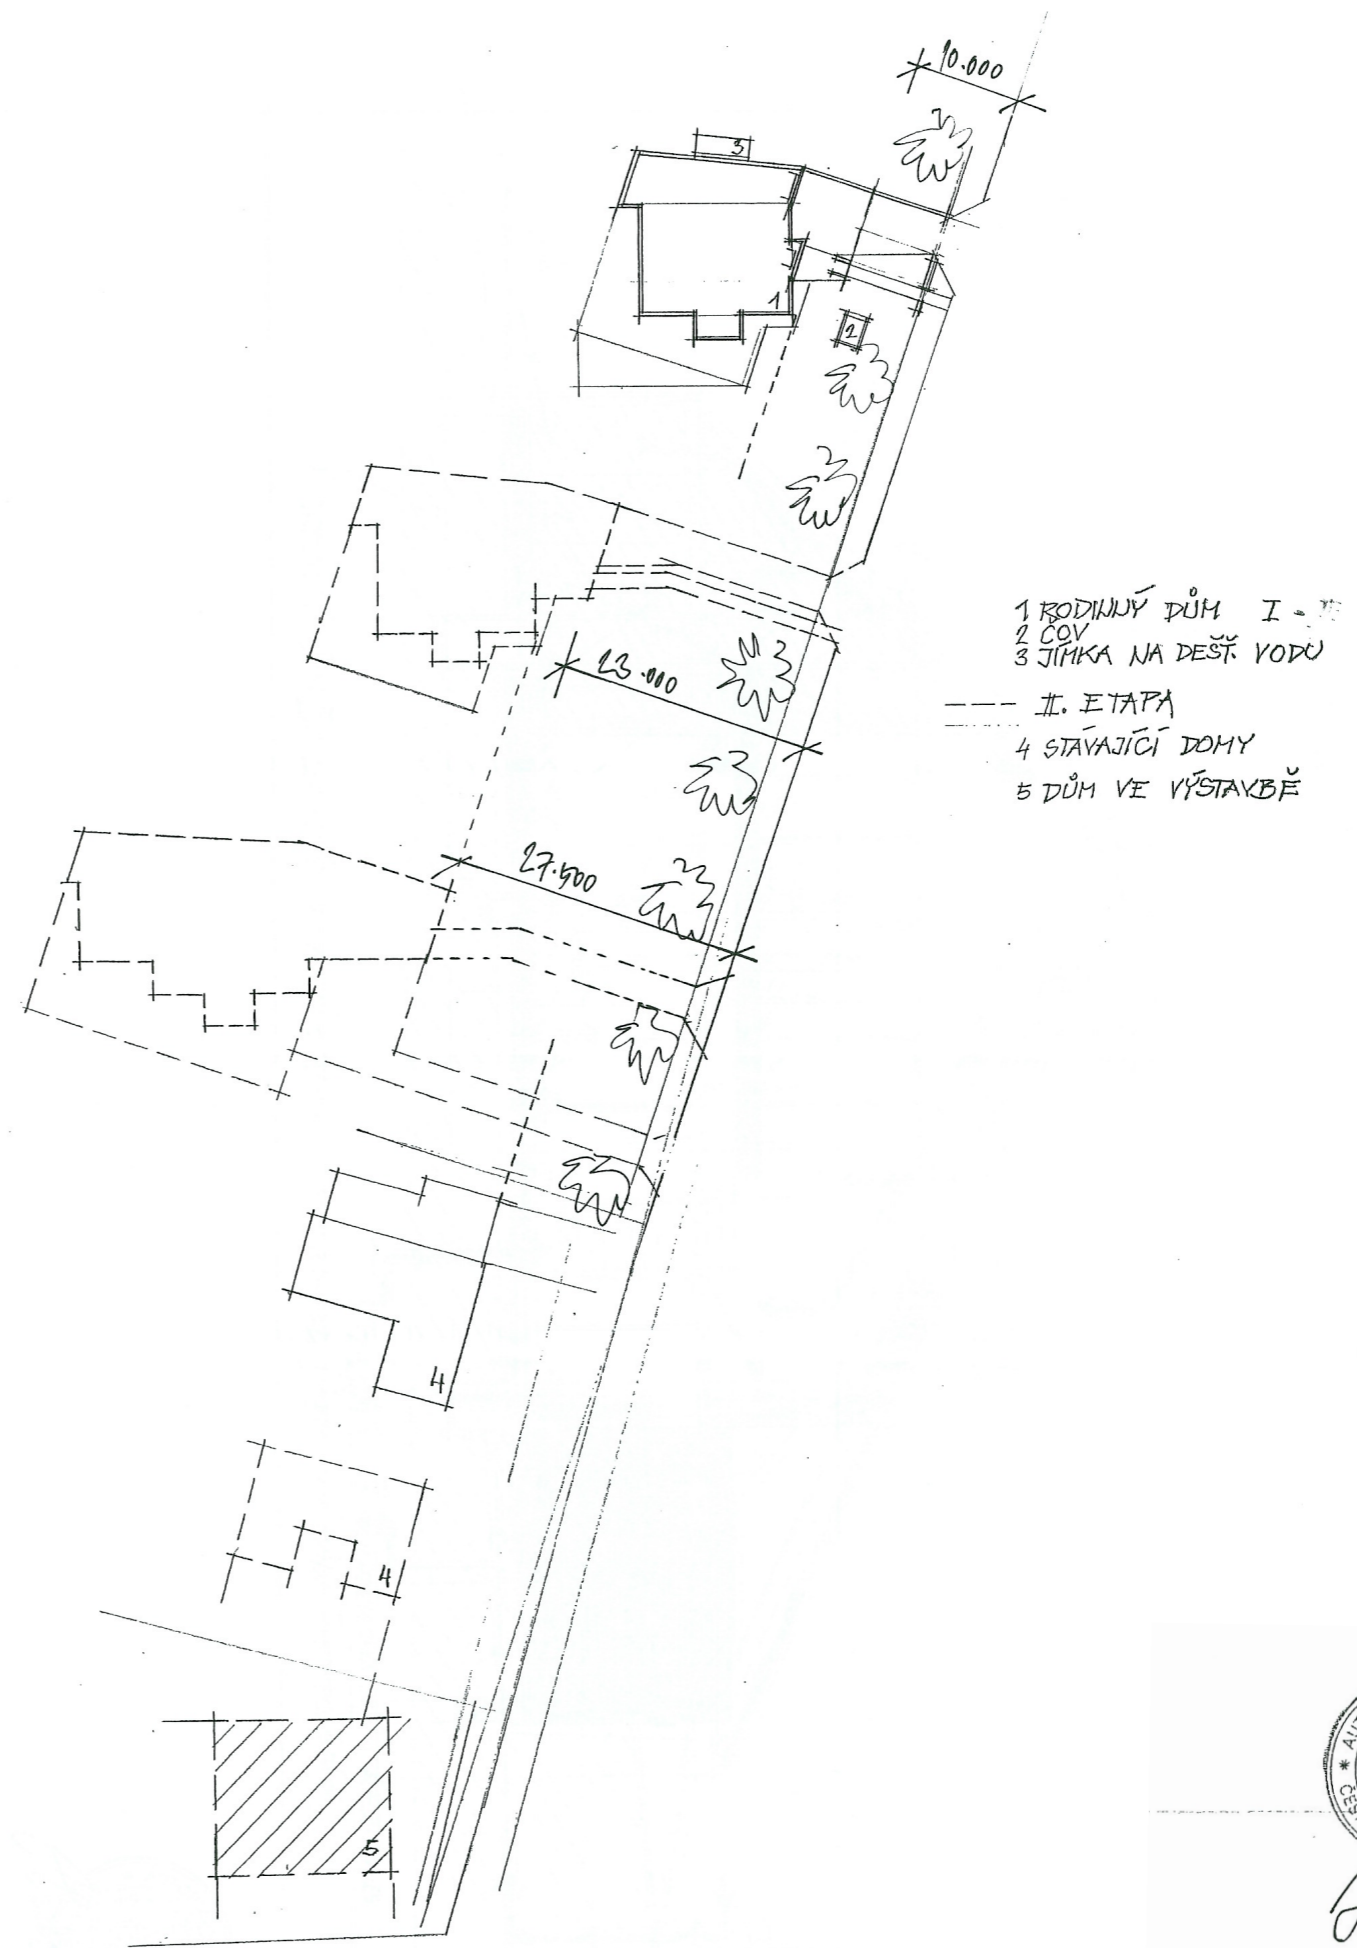 10.000
3
1
2
1 RODINNÝ DŮM I -
2 ČOV
3 JÍMKA NA DEŠŤ. VODU
23.000
II. ETAPA
4 STÁVAJÍCÍ DOMY
5 DŮM VE VÝSTAVBĚ
27.500
4
4
5